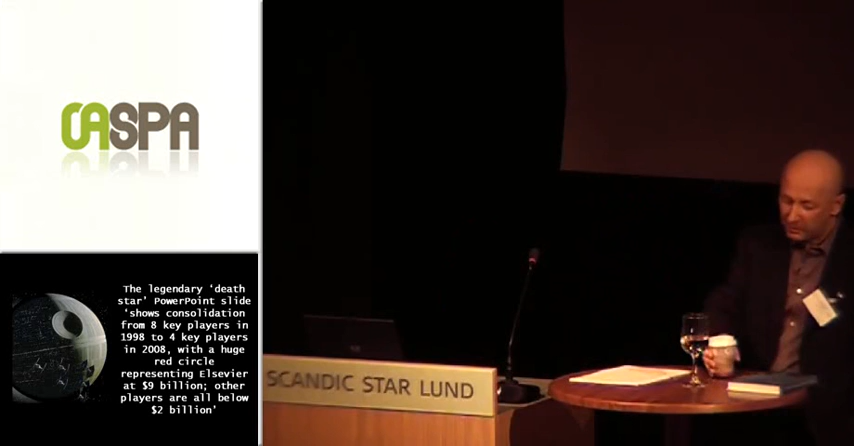 OASPA
The legendary 'death
star' PowerPoint slide
'shows consolidation
from 8 key players in
1998 to 4 key players
in 2008, with a huge
red circle
representing Elsevier
at $9 billion; other
players are all below
$2 billion'
SCANDIC STAR LUND